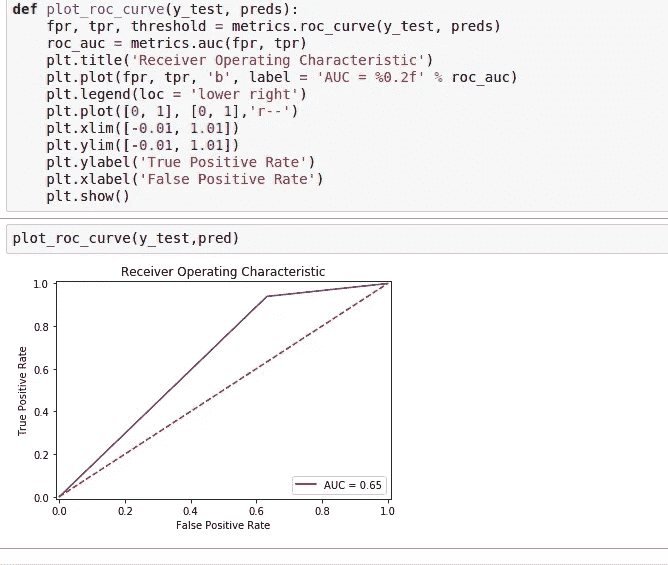 def plot_roc_curve(y_test, preds):
    fpr, tpr, threshold = metrics.roc_curve(y_test, preds)
    roc_auc = metrics.auc(fpr, tpr)
    plt.title('Receiver Operating Characteristic')
    plt.plot(fpr, tpr, 'b', label = 'AUC = %0.2f' % roc_auc)
    plt.legend(loc = 'lower right')
    plt.plot([0, 1], [0, 1],'r--')
    plt.xlim([-0.01, 1.01])
    plt.ylim([-0.01, 1.01])
    plt.ylabel('True Positive Rate')
    plt.xlabel('False Positive Rate')
    plt.show()
plot_roc_curve(y_test,pred)
Receiver Operating Characteristic
1.0
0.8
0.6
0.4
0.2
0.0
True Positive Rate
AUC = 0.65
0.0 0.2 0.4 0.6 0.8 1.0
False Positive Rate